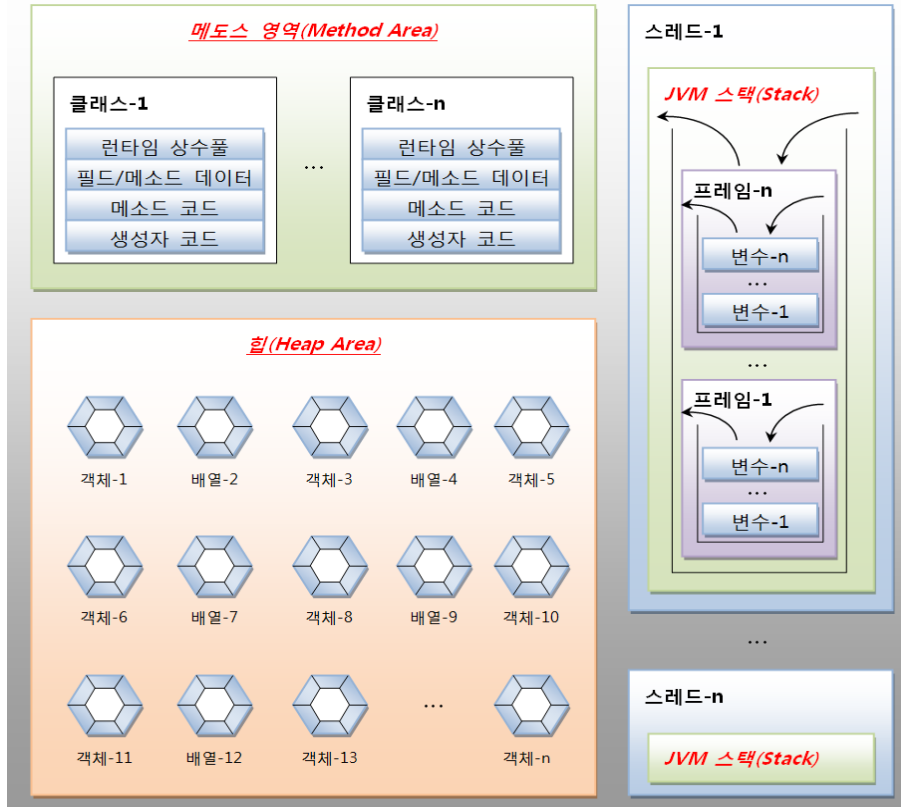 메도스 영역(Method Area)
클래스-1
런타임 상수풀
필드/메소드 데이터
메소드 코드
생성자 코드
...
클래스-n
런타임 상수풀
필드/메소드 데이터
메소드 코드
생성자 코드
힙(Heap Area)
객체-1 배열-2 객체-3 배열-4 객체-5
객체-6 배열-7 객체-8 배열-9 객체-10
...
객체-11 배열-12 객체-13 객체-n
스레드-1
JVM 스택(Stack)
프레임-n
변수-n
...
변수-1
...
프레임-1
변수-n
...
변수-1
...
스레드-n
JVM 스택(Stack)